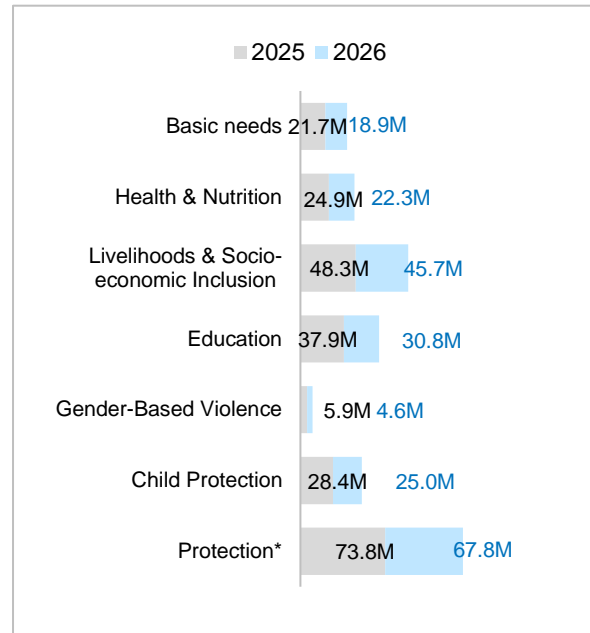 2025 2026
Basic needs 21.7M 18.9M
Health & Nutrition 24.9M 22.3M
Livelihoods & Socio-
economic Inclusion 48.3M 45.7M
Education 37.9M 30.8M
Gender-Based Violence 5.9M 4.6M
Child Protection 28.4M 25.0M
Protection* 73.8M 67.8M